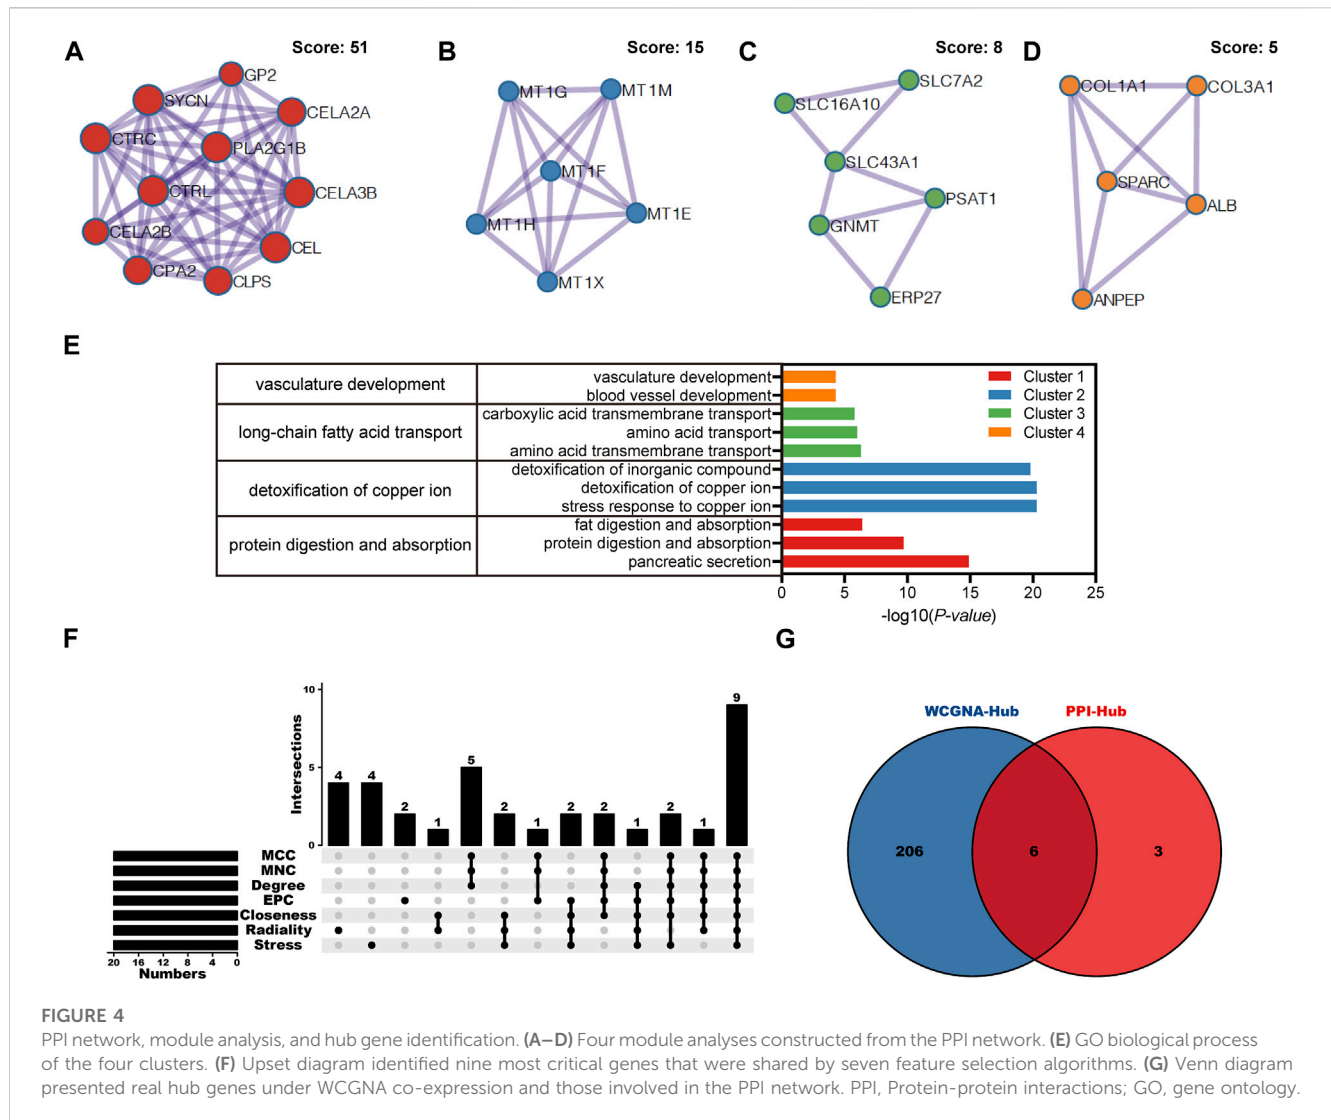 A
Score: 51
GP2
SYCN
CELA2A
CTRC
PLA2G1B
CTRL
CELA3B
CELA2B
CEL
CPA2
CLPS
B
Score: 15
MT1G
MT1M
MT1F
MT1E
MT1H
MT1X
C
Score: 8
SLC7A2
SLC16A10
SLC43A1
PSAT1
GNMT
ERP27
D
Score: 5
COL1A1
COL3A1
SPARC
ALB
ANPEP
E
vasculature development
long-chain fatty acid transport
detoxification of copper ion
protein digestion and absorption
vasculature development
blood vessel development
carboxylic acid transmembrane transport
amino acid transport
amino acid transmembrane transport
detoxification of inorganic compound
detoxification of copper ion
stress response to copper ion
fat digestion and absorption
protein digestion and absorption
pancreatic secretion
Cluster 1
Cluster 2
Cluster 3
Cluster 4
0 5 10 15 20 25
-log10(P-value)
F
Intersections
10
5
0
4 4 2 1 5 2 1 2 2 1 2 1 9
MCC
MNC
Degree
EPC
Closeness
Radiality
Stress
20 16 12 8 4 0
Numbers
G
WCGNA-Hub
PPI-Hub
206
6
3
FIGURE 4
PPI network, module analysis, and hub gene identification. (A–D) Four module analyses constructed from the PPI network. (E) GO biological process
of the four clusters. (F) Upset diagram identified nine most critical genes that were shared by seven feature selection algorithms. (G) Venn diagram
presented real hub genes under WCGNA co-expression and those involved in the PPI network. PPI, Protein-protein interactions; GO, gene ontology.